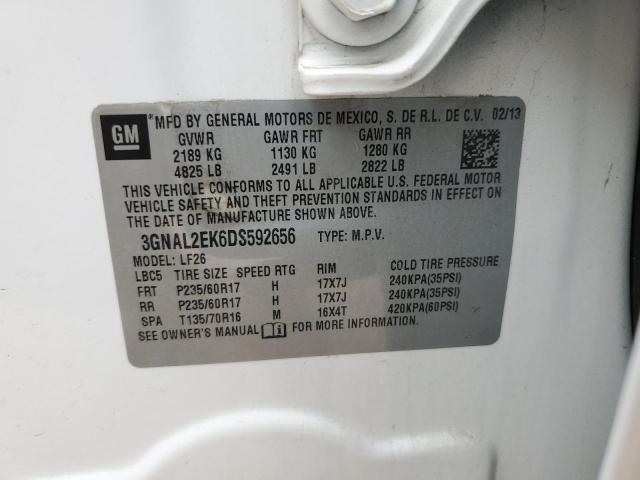 GM
*MFD BY GENERAL MOTORS DE MEXICO, S. DE R.L. DE C.V. 02/13
GVWR GAWR FRT GAWR RR
2189 KG 1130 KG 1280 KG
4825 LB 2491 LB 2822 LB
THIS VEHICLE CONFORMS TO ALL APPLICABLE U.S. FEDERAL MOTOR
VEHICLE SAFETY AND THEFT PREVENTION STANDARDS IN EFFECT ON
THE DATE OF MANUFACTURE SHOWN ABOVE.
3GNAL2EK6DS592656 TYPE: M.P.V.
MODEL: LF26
LBC5 TIRE SIZE SPEED RTG RIM COLD TIRE PRESSURE
FRT P235/60R17 H 17X7J 240KPA(35PSI)
RR P235/60R17 H 17X7J 240KPA(35PSI)
SPA T135/70R16 M 16X4T 420KPA(60PSI)
SEE OWNER'S MANUAL FOR MORE INFORMATION.